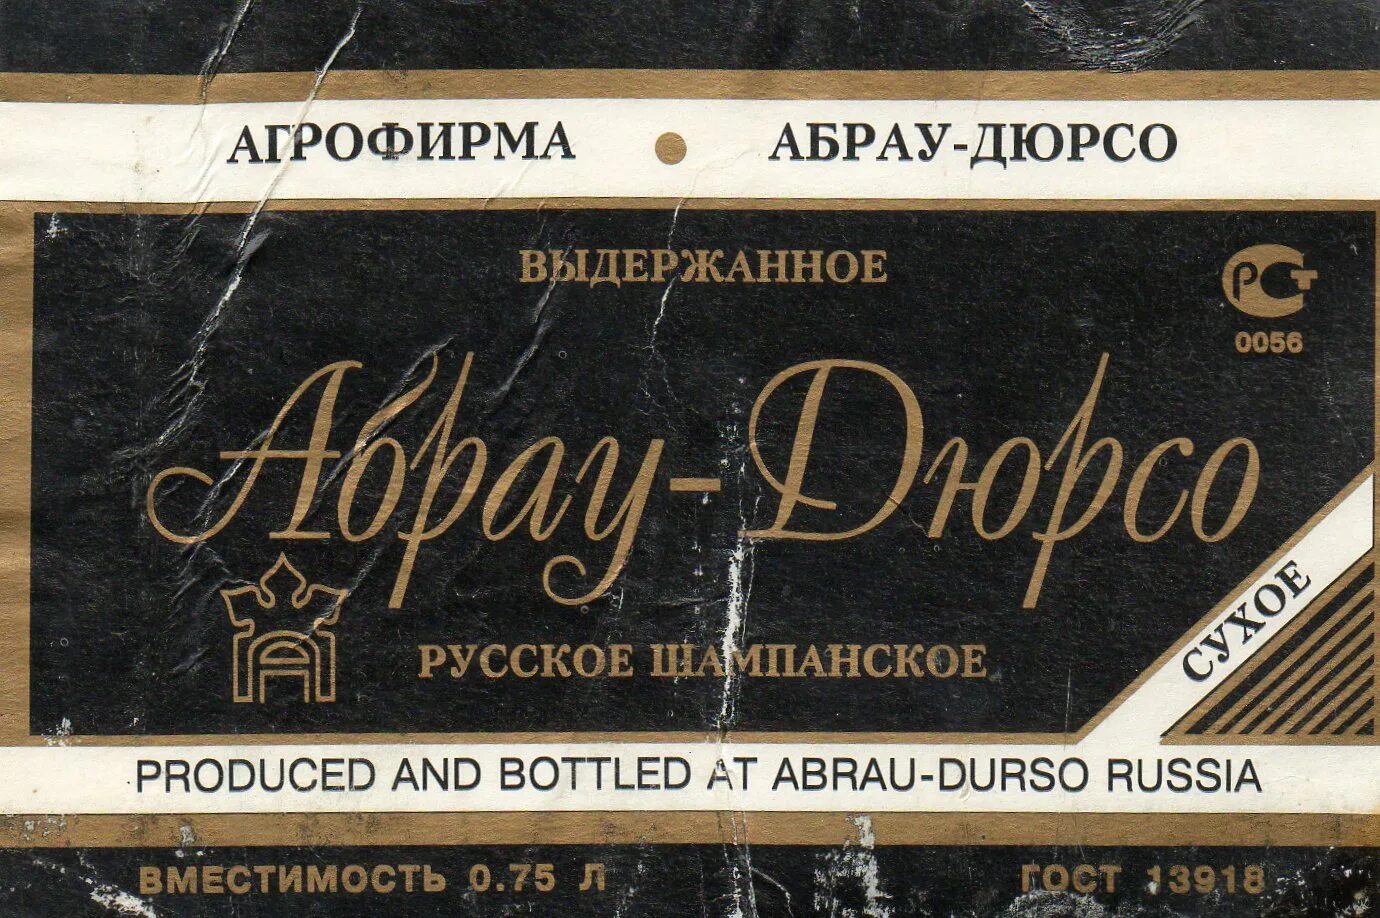 АГРОФИРМА • АБРАУ-ДЮРСО
ВЫДЕРЖАННОЕ
РСТ
0056
Абрау-Дюрсо
РУССКОЕ ШАМПАНСКОЕ
СУХОЕ
PRODUCED AND BOTTLED AT ABRAU-DURSO RUSSIA
ВМЕСТИМОСТЬ 0.75 Л
ГОСТ 13918